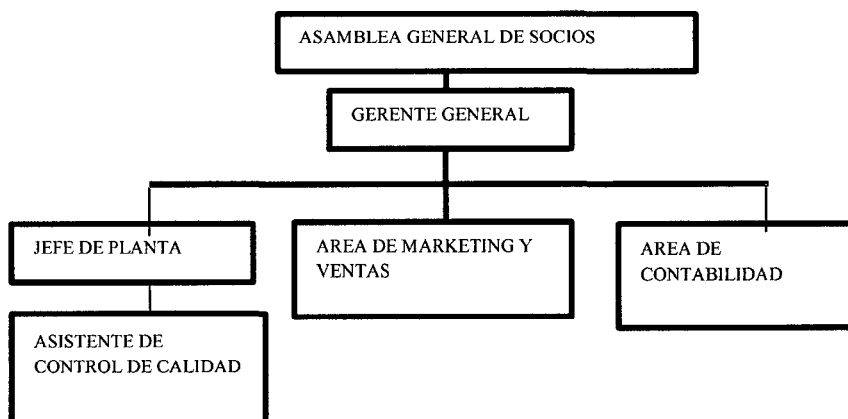 ASAMBLEA GENERAL DE SOCIOS
GERENTE GENERAL
JEFE DE PLANTA
AREA DE MARKETING Y
VENTAS
AREA DE
CONTABILIDAD
ASISTENTE DE
CONTROL DE CALIDAD